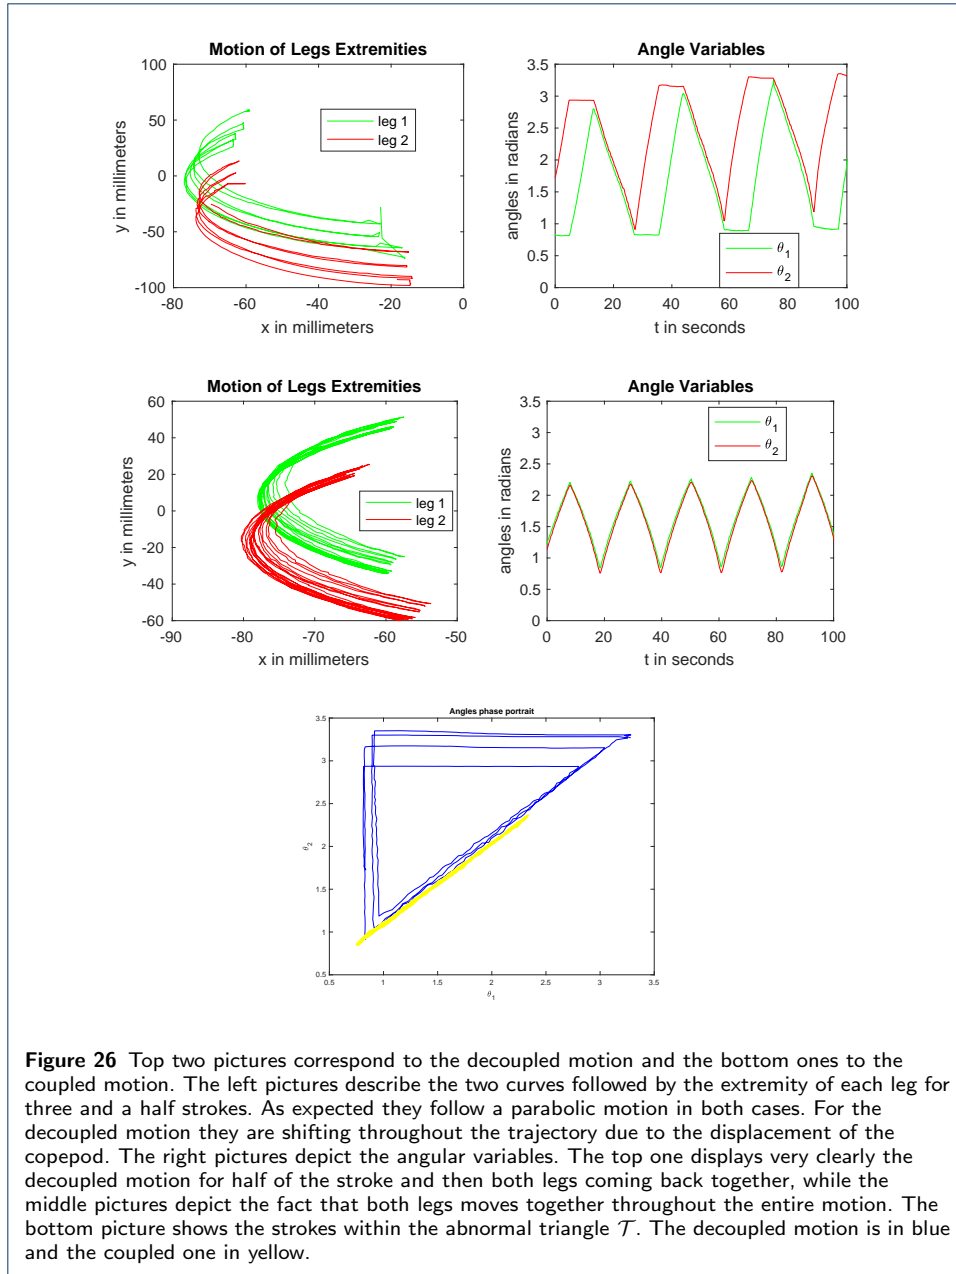 Motion of Legs Extremities
100
50
0
-50
-100
y in millimeters
leg 1
leg 2
-80 -60 -40 -20 0
x in millimeters
Angle Variables
3.5
3
2.5
2
1.5
1
0.5
0
angles in radians
θ1
θ2
0 20 40 60 80 100
t in seconds
Motion of Legs Extremities
60
40
20
0
-20
-40
-60
y in millimeters
leg 1
leg 2
-90 -80 -70 -60 -50
x in millimeters
Angle Variables
3.5
3
2.5
2
1.5
1
0.5
0
angles in radians
θ1
θ2
0 20 40 60 80 100
t in seconds
Angles phase portrait
3.5
3
2.5
2
1.5
1
0.5
θ2
0.5 1 1.5 2 2.5 3 3.5
θ1
Figure 26 Top two pictures correspond to the decoupled motion and the bottom ones to the
coupled motion. The left pictures describe the two curves followed by the extremity of each leg for
three and a half strokes. As expected they follow a parabolic motion in both cases. For the
decoupled motion they are shifting throughout the trajectory due to the displacement of the
copepod. The right pictures depict the angular variables. The top one displays very clearly the
decoupled motion for half of the stroke and then both legs coming back together, while the
middle pictures depict the fact that both legs moves together throughout the entire motion. The
bottom picture shows the strokes within the abnormal triangle 𝒯. The decoupled motion is in blue
and the coupled one in yellow.